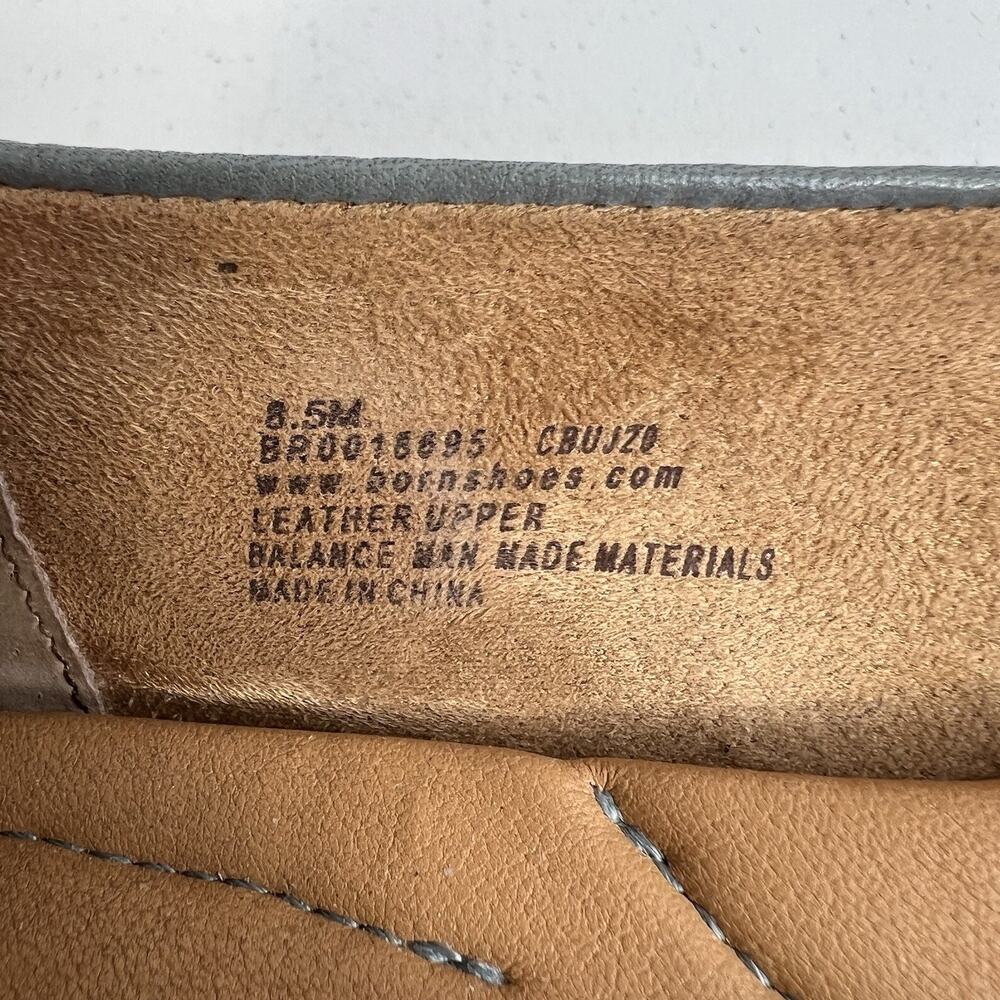 8.5M
BR0016695 CBUJZ0
www.bornshoes.com
LEATHER UPPER
BALANCE MAN MADE MATERIALS
MADE IN CHINA